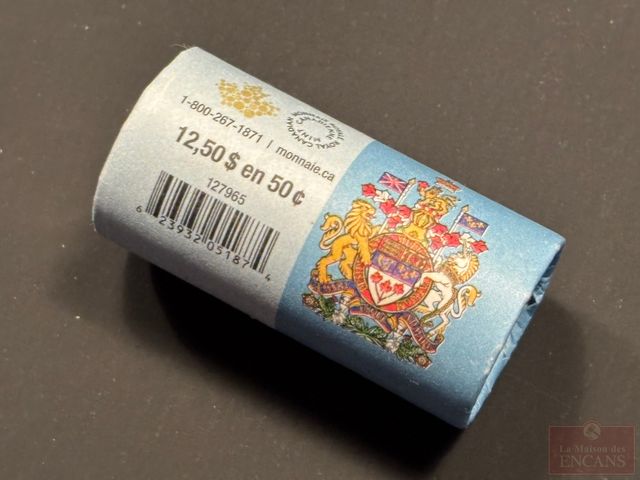 1-800-267-1871 | monnaie.ca
12,50 $ en 50 ¢
127965
6 23932 05187 4
La Maison des
ENCANS